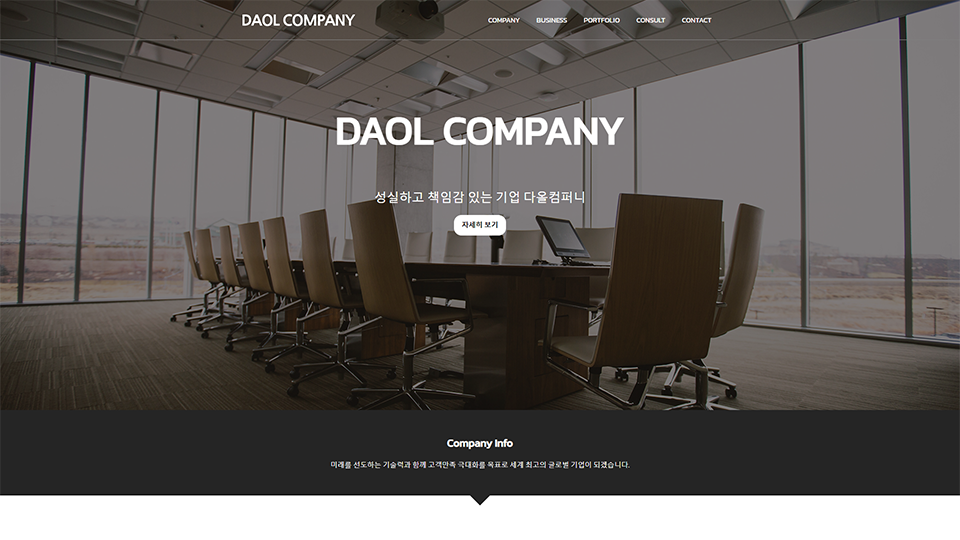 DAOL COMPANY
COMPANY BUSINESS PORTFOLIO CONSULT CONTACT
DAOL COMPANY
성실하고 책임감 있는 기업 다올컴퍼니
자세히 보기
Company Info
미래를 선도하는 기술력과 함께 고객만족 극대화를 목표로 세계 최고의 글로벌 기업이 되겠습니다.